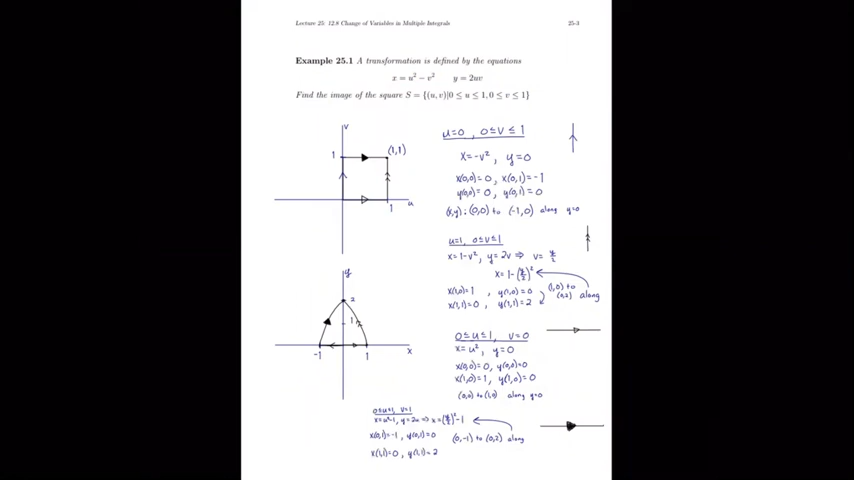 Lecture 25: 12.8 Change of Variables in Multiple Integrals 25-3
Example 25.1 A transformation is defined by the equations
x = u² − v²  y = 2uv
Find the image of the square S = {(u, v)|0 ≤ u ≤ 1, 0 ≤ v ≤ 1}
v
1
(1,1)
1
u
y
2
1
-1
1
x
u=0, 0≤v≤1
x=-v², y=0
x(0,0)=0, x(0,1)=-1
y(0,0)=0, y(0,1)=0
(x,y): (0,0) to (-1,0) along y=0
u=1, 0≤v≤1
x=1-v², y=2v ⇒ v=y/2
x=1-(y/2)²
x(1,0)=1, y(1,0)=0
x(1,1)=0, y(1,1)=2
(1,0) to
(0,2) along
0≤u≤1, v=0
x=u², y=0
x(0,0)=0, y(0,0)=0
x(1,0)=1, y(1,0)=0
(0,0) to (1,0) along y=0
0≤u≤1, v=1
x=u²-1, y=2u ⇒ x=(y/2)²-1
x(0,1)=-1, y(0,1)=0
(0,-1) to (0,2) along
x(1,1)=0, y(1,1)=2